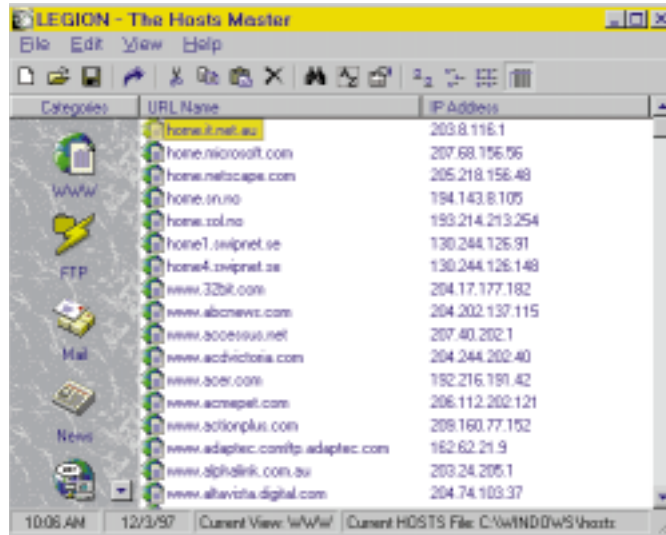 LEGION - The Hosts Master
File Edit View Help
Categories URL Name IP Address
home.it.net.au 203.8.116.1
home.microsoft.com 207.68.156.56
home.netscape.com 205.218.156.48
home.sn.no 194.143.8.105
home.sol.no 193.214.213.254
home1.swipnet.se 130.244.126.91
home4.swipnet.se 130.244.126.148
www.32bit.com 204.17.177.182
www.abcnews.com 204.202.137.115
www.accessus.net 207.40.202.1
www.acdvictoria.com 204.244.202.40
www.acer.com 192.216.191.42
www.acmepet.com 206.112.202.121
www.actionplus.com 209.160.77.152
www.adaptec.comftp.adaptec.com 162.62.21.9
www.alphalink.com.au 203.24.205.1
www.altavista.digital.com 204.74.103.37
WWW
FTP
Mail
News
10:06 AM 12/3/97 Current View: WWW Current HOSTS File: C:\WINDOWS\hosts